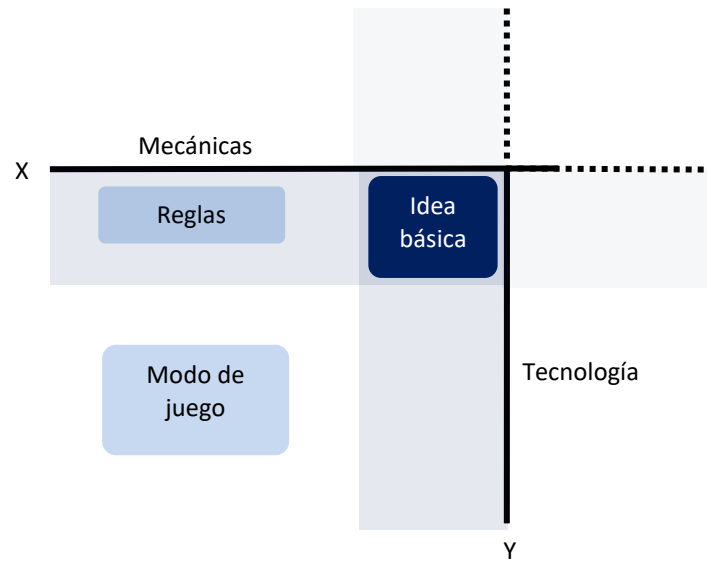 Mecánicas
X
Reglas
Idea
básica
Modo de
juego
Tecnología
Y